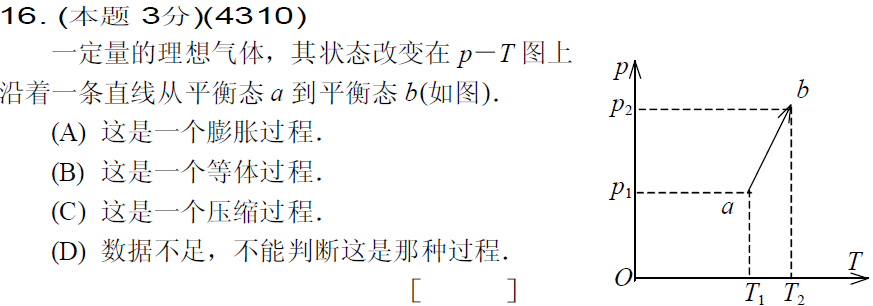 16. (本题 3分)(4310)
一定量的理想气体，其状态改变在 p－T 图上
沿着一条直线从平衡态 a 到平衡态 b(如图)．
(A) 这是一个膨胀过程．
(B) 这是一个等体过程．
(C) 这是一个压缩过程．
(D) 数据不足，不能判断这是那种过程．
[ ]
p
p2
b
p1
a
O
T1 T2
T